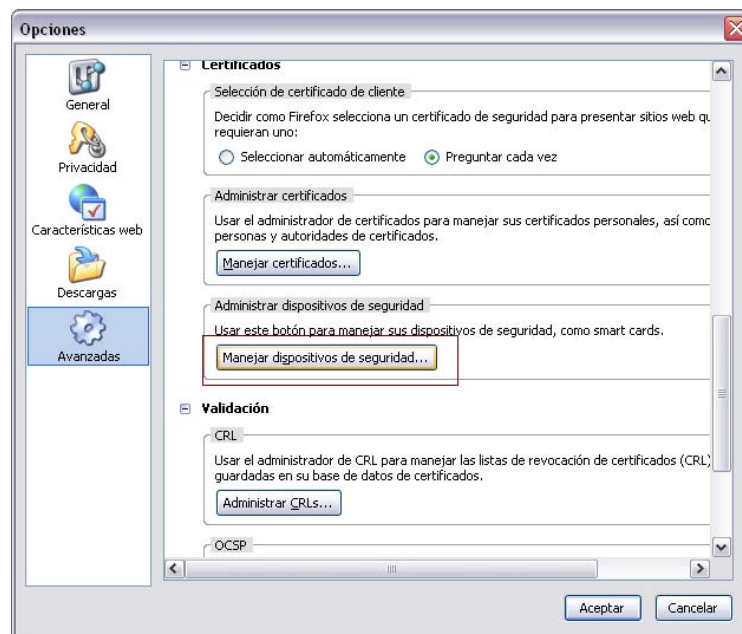 Opciones
General
Privacidad
Características web
Descargas
Avanzadas
Certificados
Selección de certificado de cliente
Decidir como Firefox selecciona un certificado de seguridad para presentar sitios web qu
requieran uno:
Seleccionar automáticamente
Preguntar cada vez
Administrar certificados
Usar el administrador de certificados para manejar sus certificados personales, así como
personas y autoridades de certificados.
Manejar certificados...
Administrar dispositivos de seguridad
Usar este botón para manejar sus dispositivos de seguridad, como smart cards.
Manejar dispositivos de seguridad...
Validación
CRL
Usar el administrador de CRL para manejar las listas de revocación de certificados (CRL)
guardadas en su base de datos de certificados.
Administrar CRLs...
OCSP
Aceptar
Cancelar